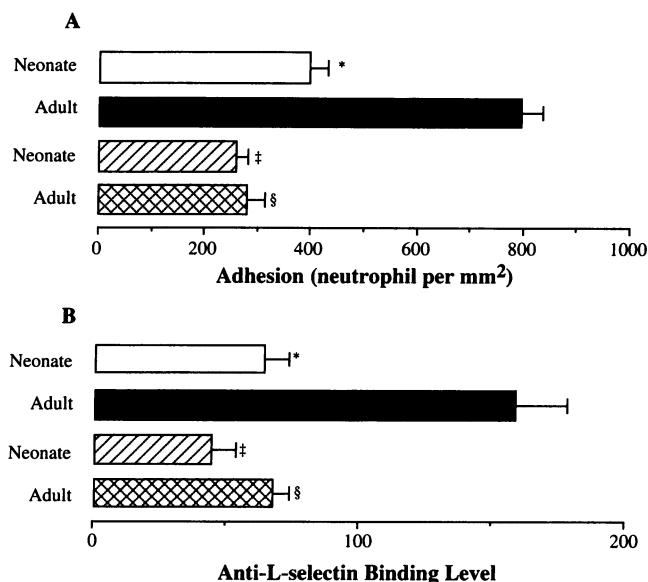 A
Neonate *
Adult
Neonate ‡
Adult §
0 200 400 600 800 1000
Adhesion (neutrophil per mm²)
B
Neonate *
Adult
Neonate ‡
Adult §
0 100 200
Anti-L-selectin Binding Level